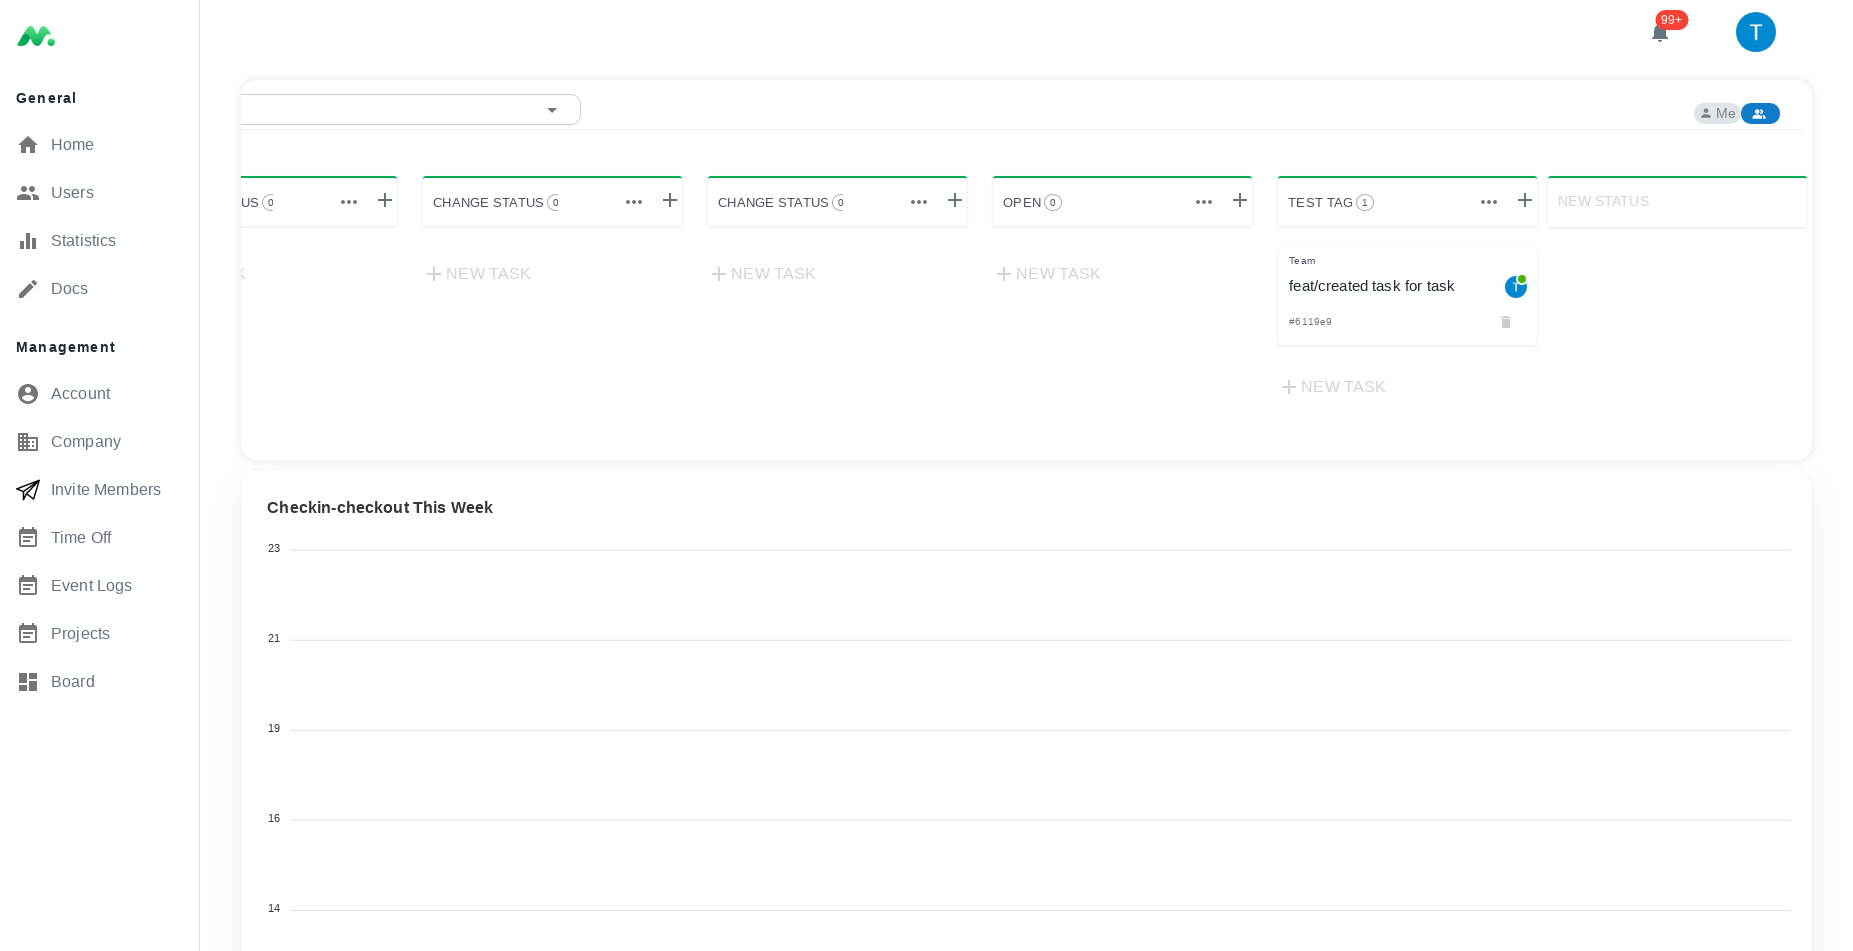 99+
T
General
Home
Users
Statistics
Docs
Management
Account
Company
Invite Members
Time Off
Event Logs
Projects
Board
Me
US 0
CHANGE STATUS 0
CHANGE STATUS 0
OPEN 0
TEST TAG 1
NEW STATUS
K
NEW TASK
NEW TASK
NEW TASK
Team
feat/created task for task
T
#6119e9
NEW TASK
Checkin-checkout This Week
23
21
19
16
14